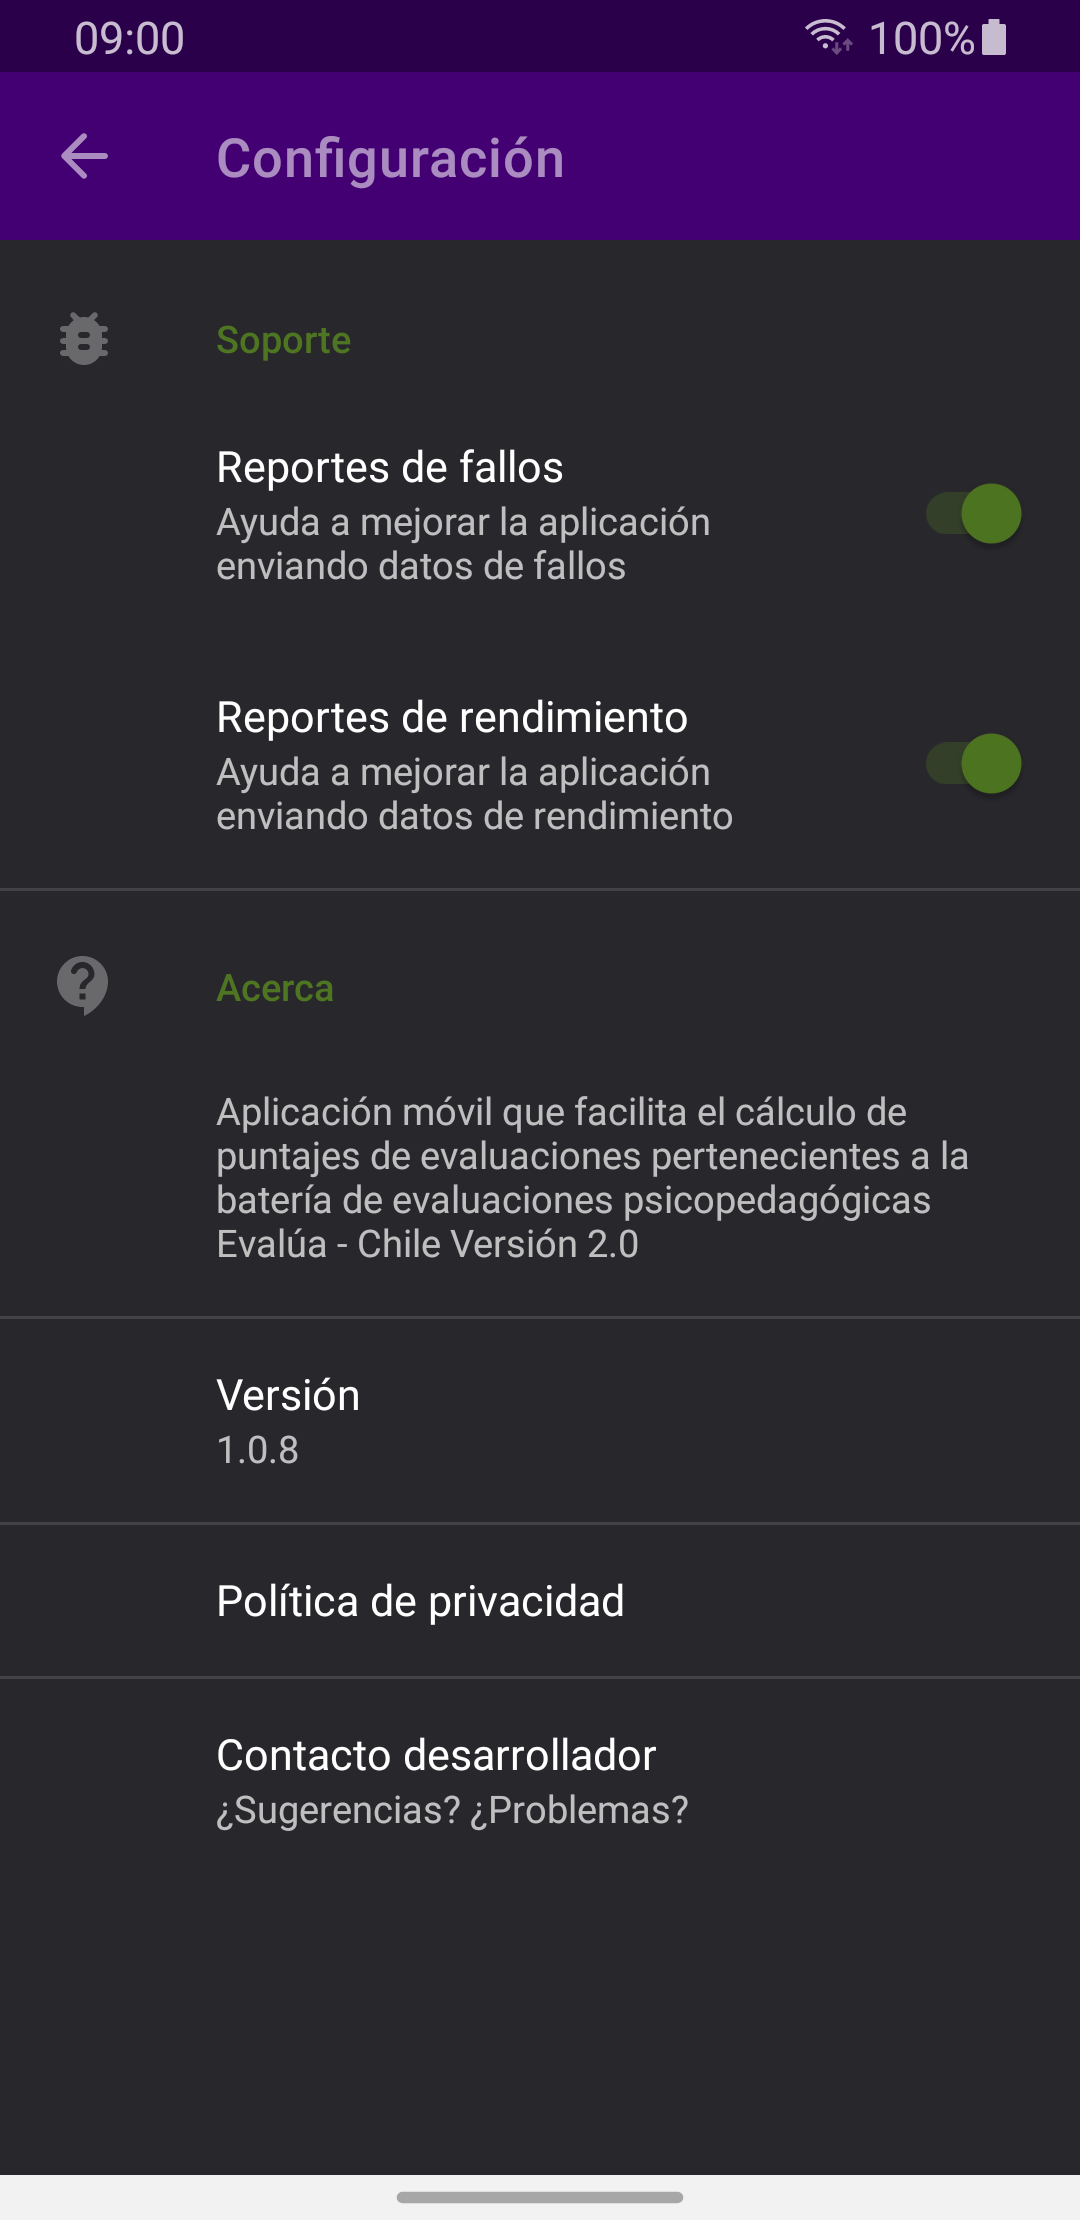 09:00
100%
Configuración
Soporte
Reportes de fallos
Ayuda a mejorar la aplicación
enviando datos de fallos
Reportes de rendimiento
Ayuda a mejorar la aplicación
enviando datos de rendimiento
Acerca
Aplicación móvil que facilita el cálculo de
puntajes de evaluaciones pertenecientes a la
batería de evaluaciones psicopedagógicas
Evalúa - Chile Versión 2.0
Versión
1.0.8
Política de privacidad
Contacto desarrollador
¿Sugerencias? ¿Problemas?